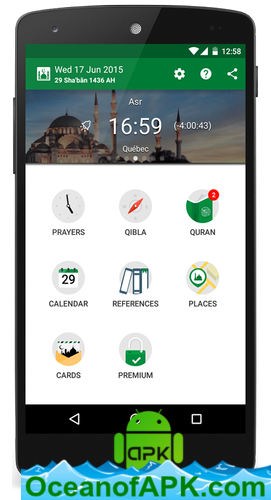 12:58
Wed 17 Jun 2015
29 Sha'bān 1436 AH
Asr
16:59 (-4:00:43)
Québec
2
PRAYERS QIBLA QURAN
29
CALENDAR REFERENCES PLACES
CARDS PREMIUM
APK
OceanofAPK.com